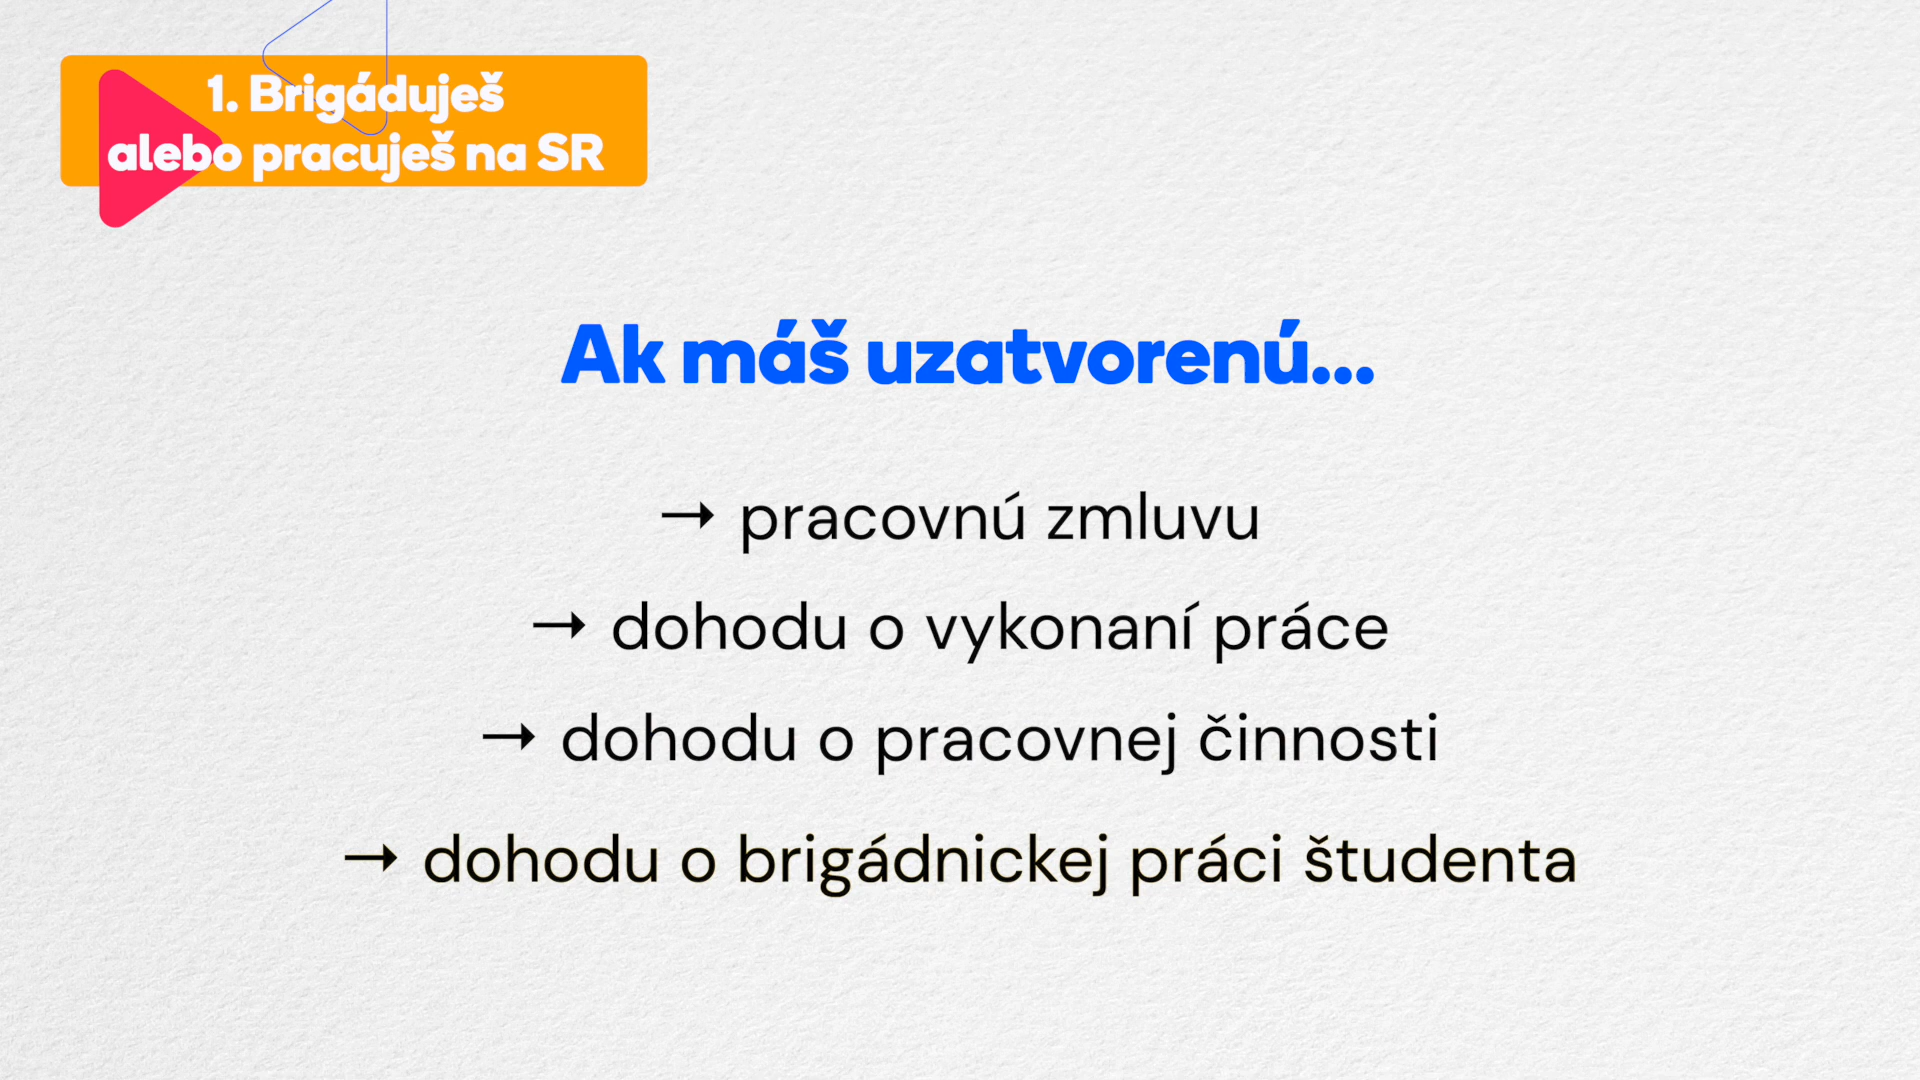 1. Brigáduješ
alebo pracuješ na SR
Ak máš uzatvorenú...
→ pracovnú zmluvu
→ dohodu o vykonaní práce
→ dohodu o pracovnej činnosti
→ dohodu o brigádnickej práci študenta